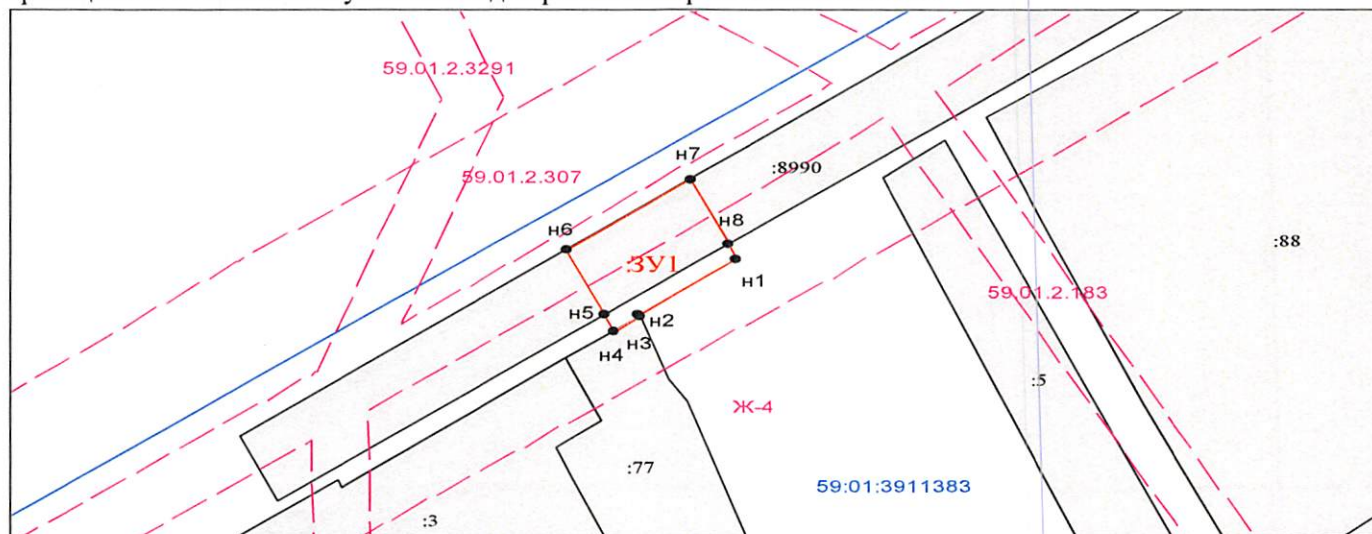 59.01.2.3291
н7
:8990
59.01.2.307
н8
н6
:88
:ЗУ1
н1
59.01.2.183
н5
н2
н3
н4
:5
Ж-4
:77
59:01:3911383
:3